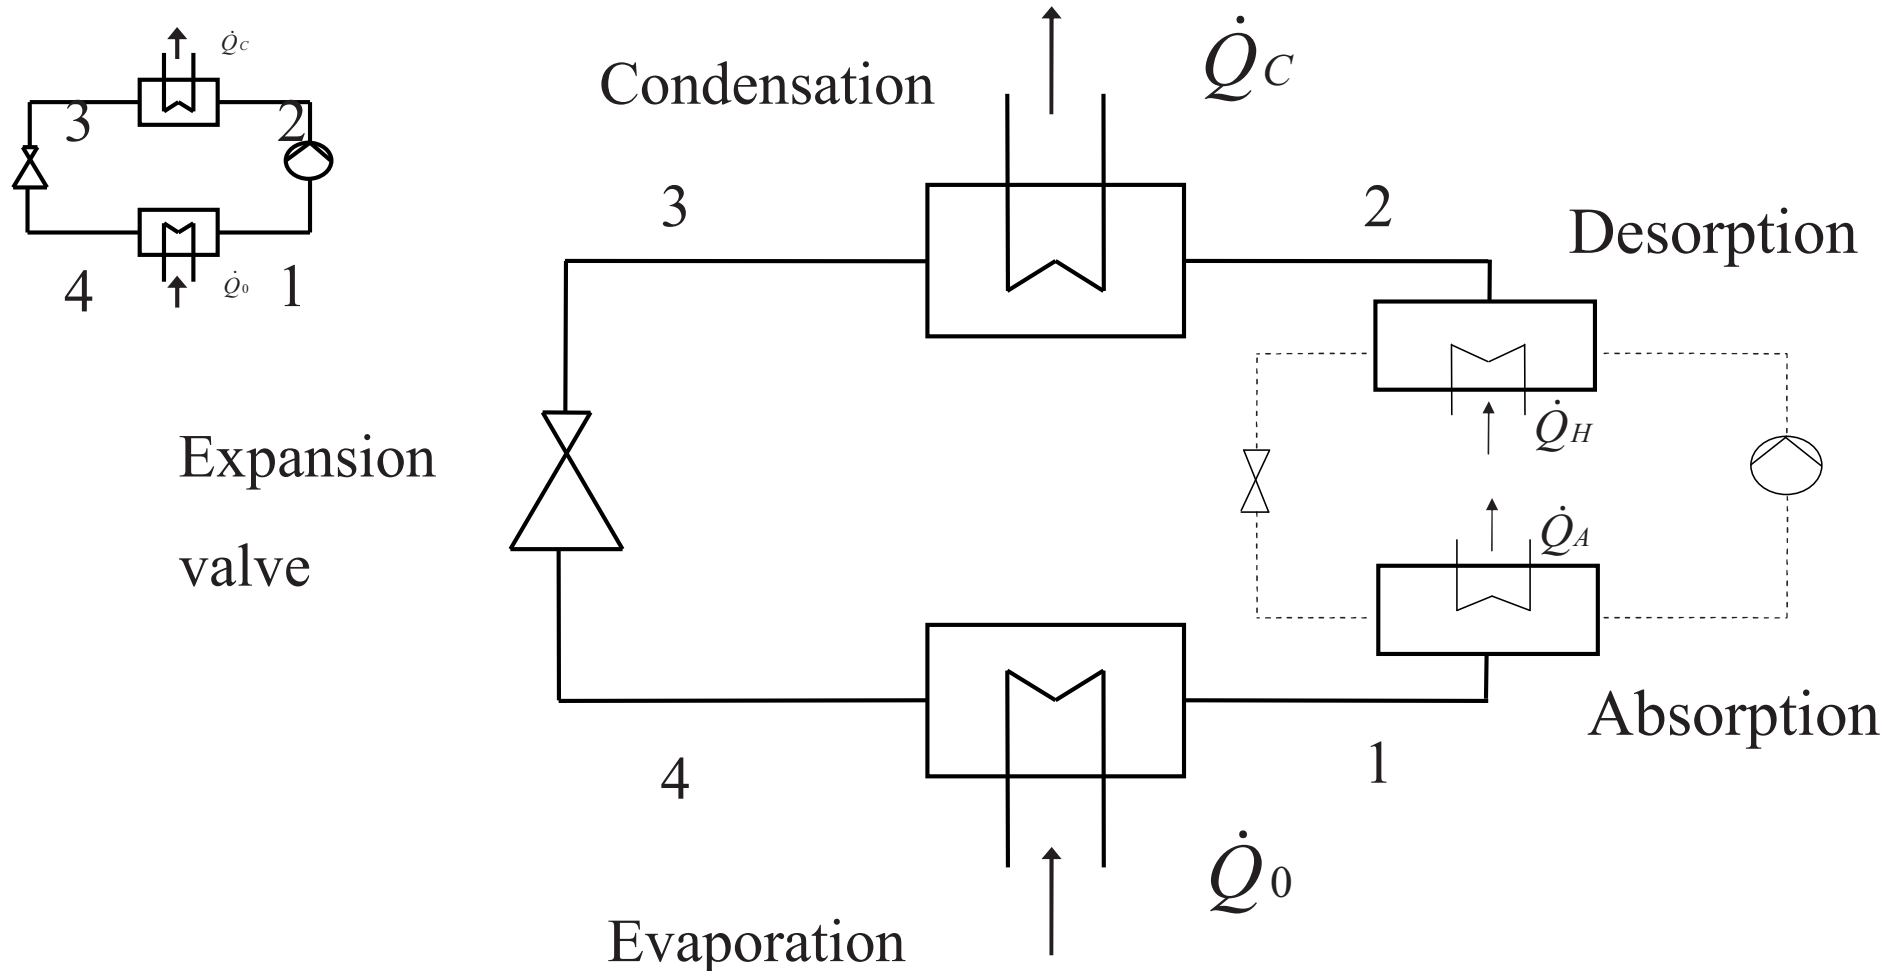 Q̇C
3
2
4
Q̇0
1
Condensation
Q̇C
3
2
Desorption
Q̇H
Expansion
valve
Q̇A
Absorption
4
1
Q̇0
Evaporation